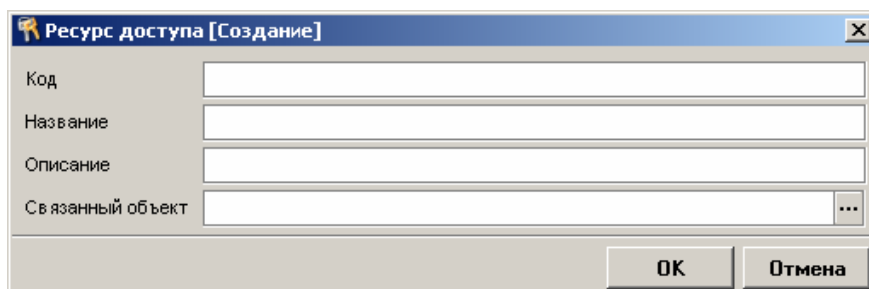 Ресурс доступа [Создание]
Код
Название
Описание
Связанный объект
...
OK Отмена